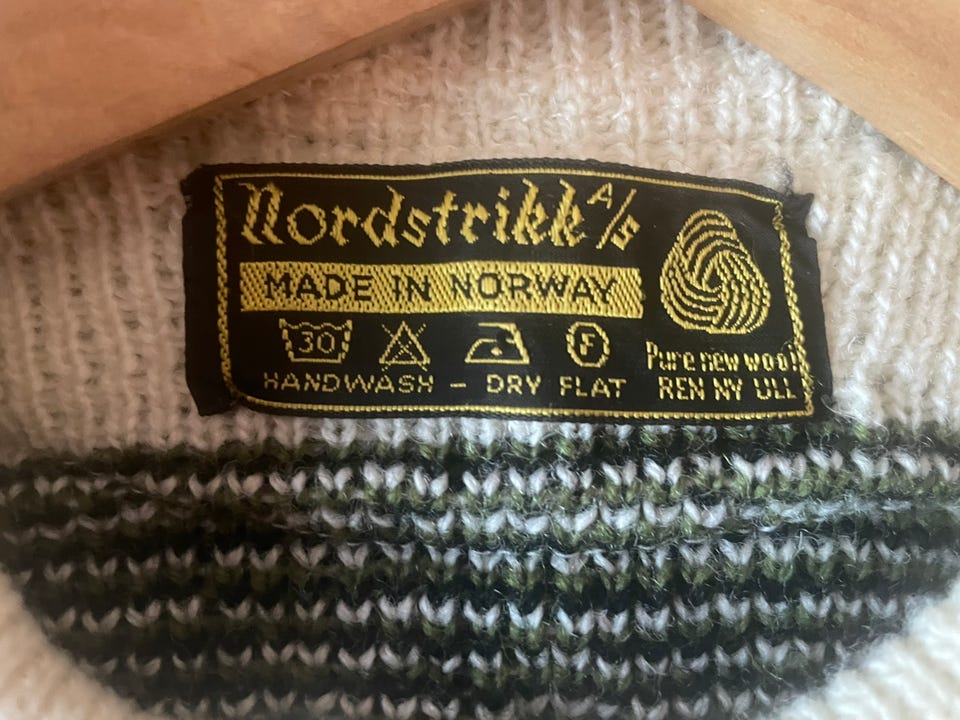 Nordstrikk A/s
MADE IN NORWAY
30 F
HANDWASH - DRY FLAT
Pure new wool
REN NY ULL